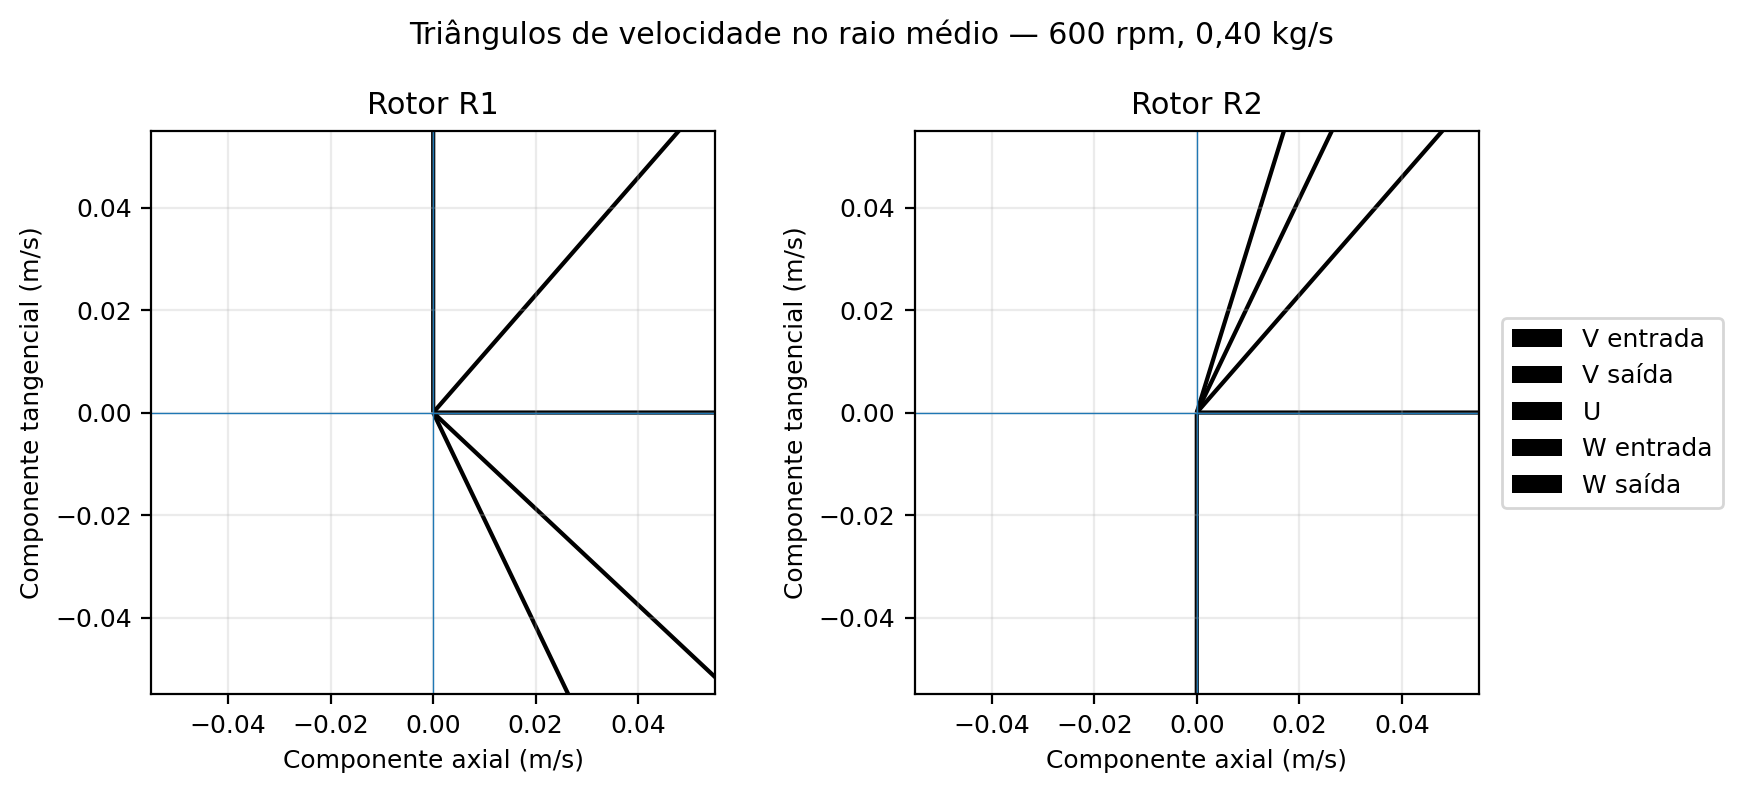 Triângulos de velocidade no raio médio — 600 rpm, 0,40 kg/s
Rotor R1
Componente tangencial (m/s)
0.04
0.02
0.00
−0.02
−0.04
−0.04 −0.02 0.00 0.02 0.04
Componente axial (m/s)
Rotor R2
Componente tangencial (m/s)
0.04
0.02
0.00
−0.02
−0.04
−0.04 −0.02 0.00 0.02 0.04
Componente axial (m/s)
V entrada
V saída
U
W entrada
W saída